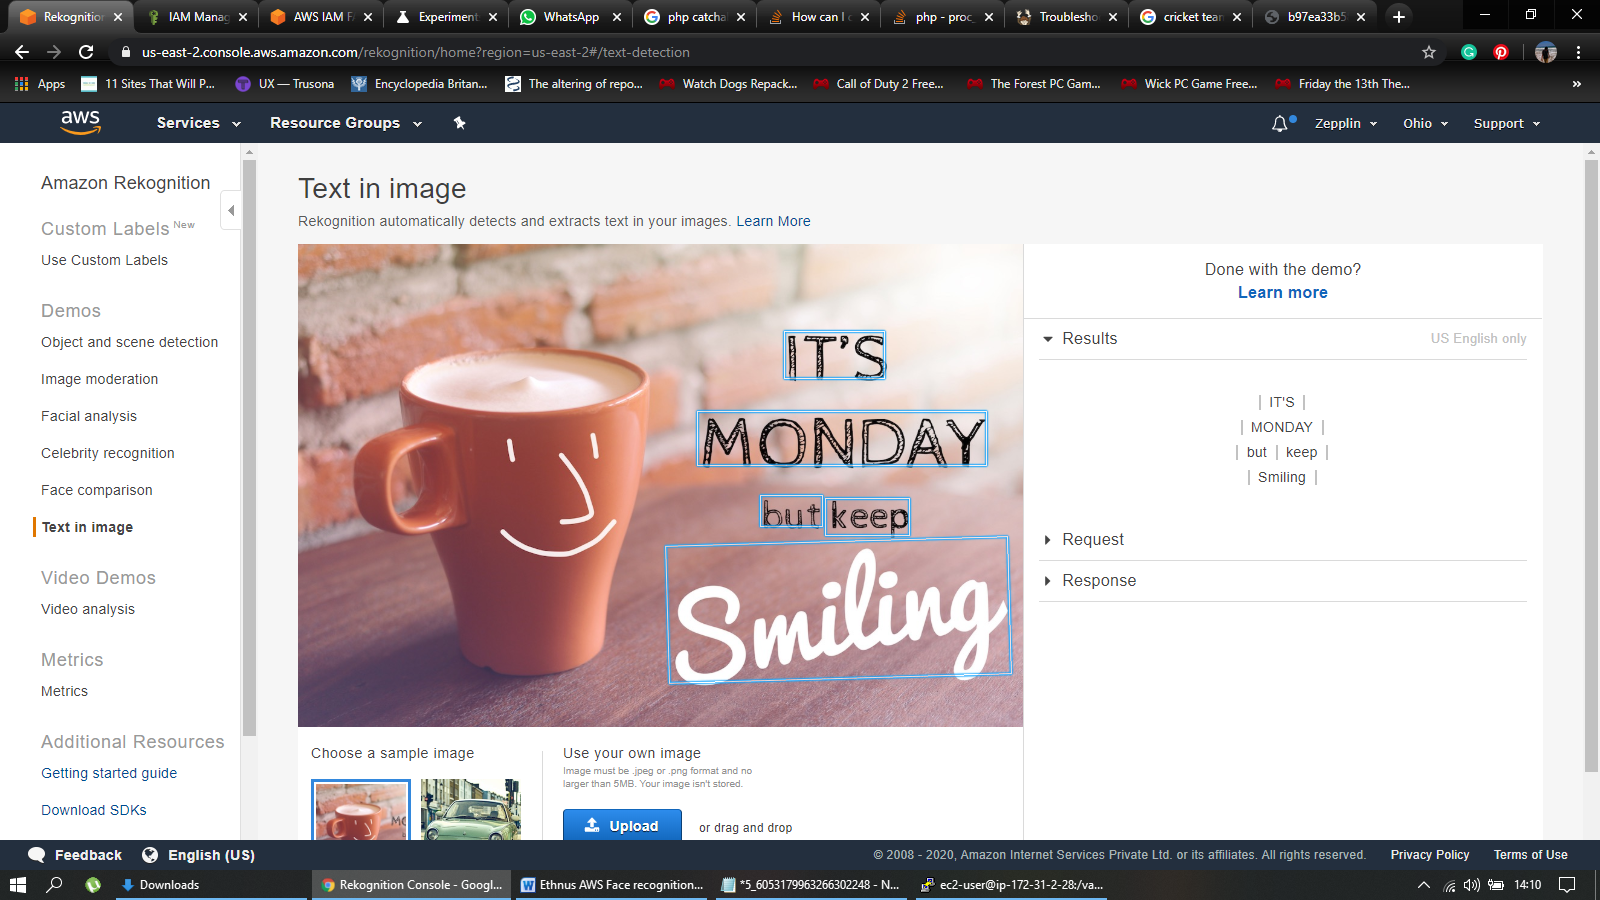 Rekognition
IAM Manag
AWS IAM F
Experiment
WhatsApp
php catcha
How can I c
php - proc_
Troublesho
cricket tean
b97ea33b5
us-east-2.console.aws.amazon.com/rekognition/home?region=us-east-2#/text-detection
Apps
11 Sites That Will P...
UX — Trusona
Encyclopedia Britan...
The altering of repo...
Watch Dogs Repack...
Call of Duty 2 Free...
The Forest PC Gam...
Wick PC Game Free...
Friday the 13th The...
»
aws
Services
Resource Groups
Zepplin
Ohio
Support
Amazon Rekognition
Custom Labels New
Use Custom Labels
Demos
Object and scene detection
Image moderation
Facial analysis
Celebrity recognition
Face comparison
Text in image
Video Demos
Video analysis
Metrics
Metrics
Additional Resources
Getting started guide
Download SDKs
Text in image
Rekognition automatically detects and extracts text in your images. Learn More
IT'S
MONDAY
but keep
Smiling
Done with the demo?
Learn more
Results
US English only
| IT'S |
| MONDAY |
| but | keep |
| Smiling |
Request
Response
Choose a sample image
Use your own image
Image must be .jpeg or .png format and no
larger than 5MB. Your image isn't stored.
Upload
or drag and drop
Feedback
English (US)
© 2008 - 2020, Amazon Internet Services Private Ltd. or its affiliates. All rights reserved.
Privacy Policy
Terms of Use
Downloads
Rekognition Console - Googl...
Ethnus AWS Face recognition...
*5_6053179963266302248 - N...
ec2-user@ip-172-31-2-28:/va...
14:10